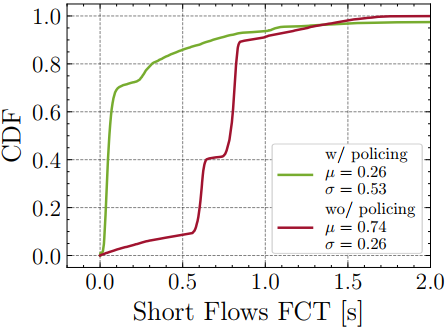 1.0
0.8
0.6
0.4
0.2
0.0
CDF
w/ policing
μ = 0.26
σ = 0.53
wo/ policing
μ = 0.74
σ = 0.26
0.0 0.5 1.0 1.5 2.0
Short Flows FCT [s]